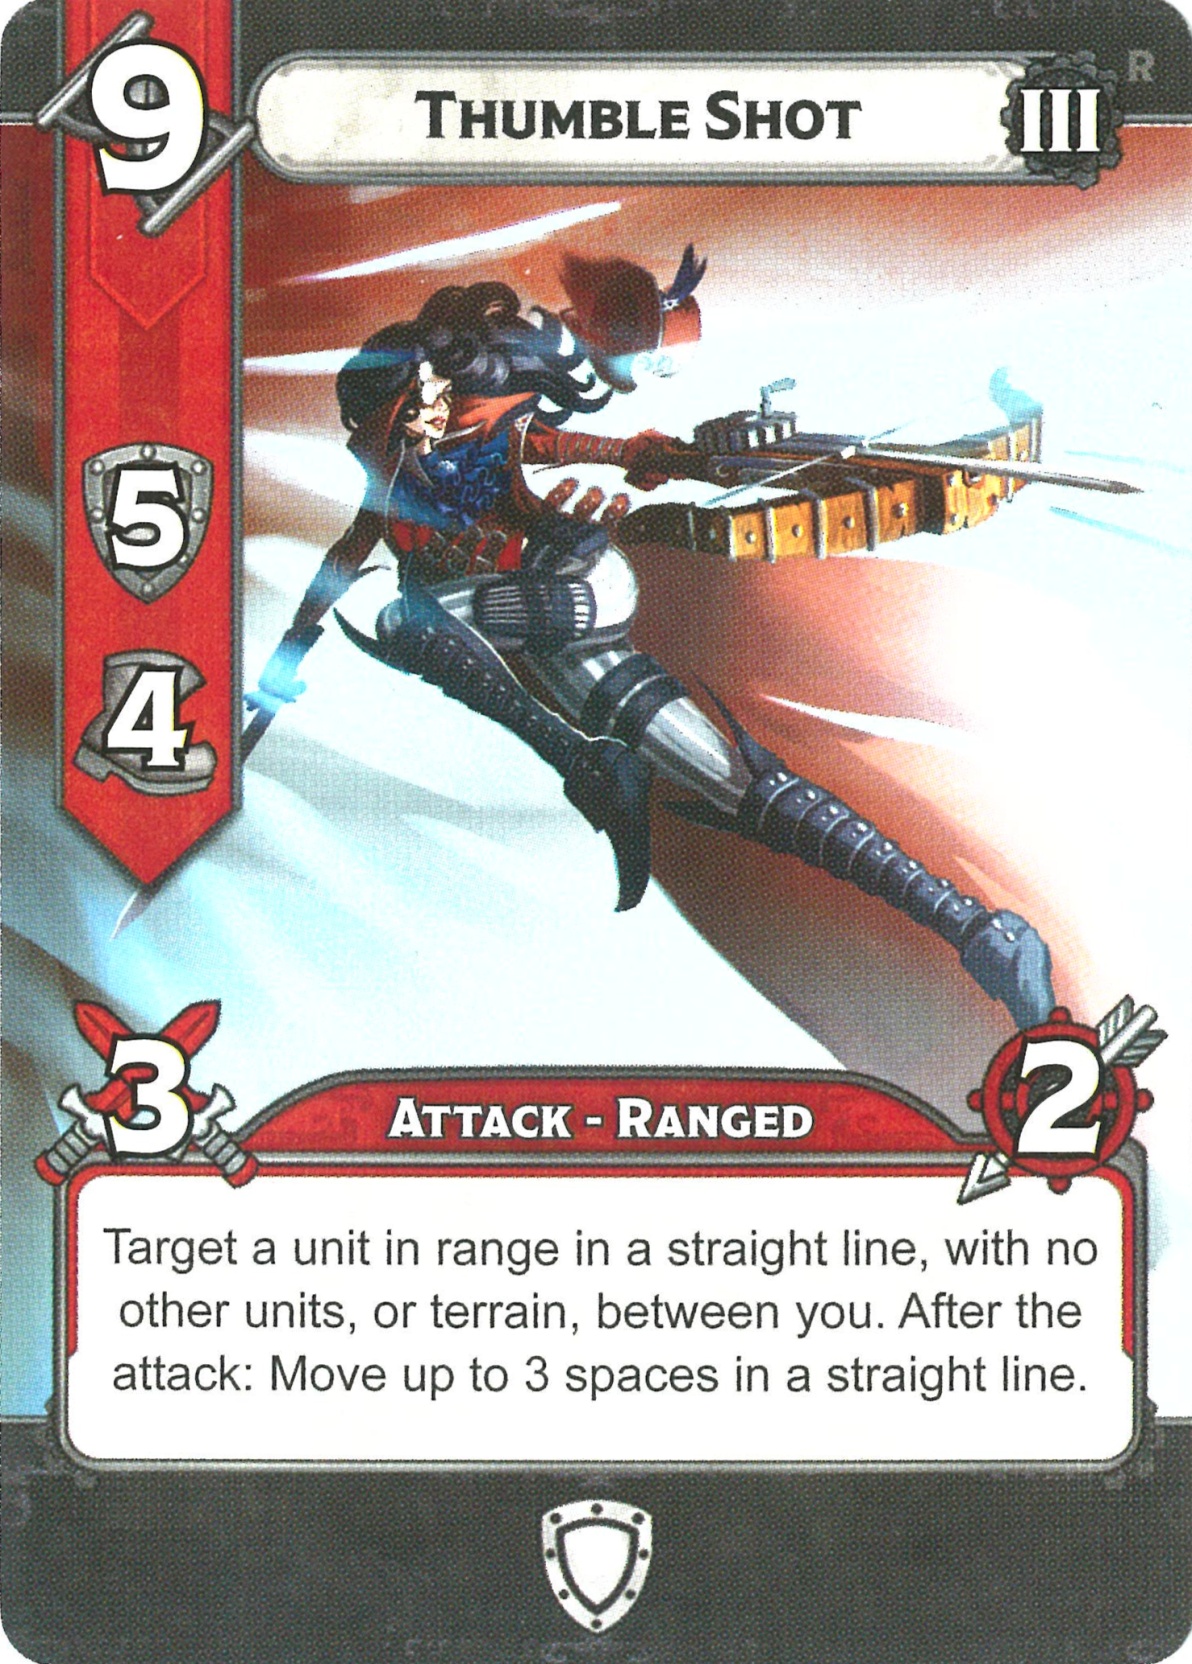 9
THUMBLE SHOT
III
R
5
4
3
ATTACK - RANGED
2
Target a unit in range in a straight line, with no
other units, or terrain, between you. After the
attack: Move up to 3 spaces in a straight line.